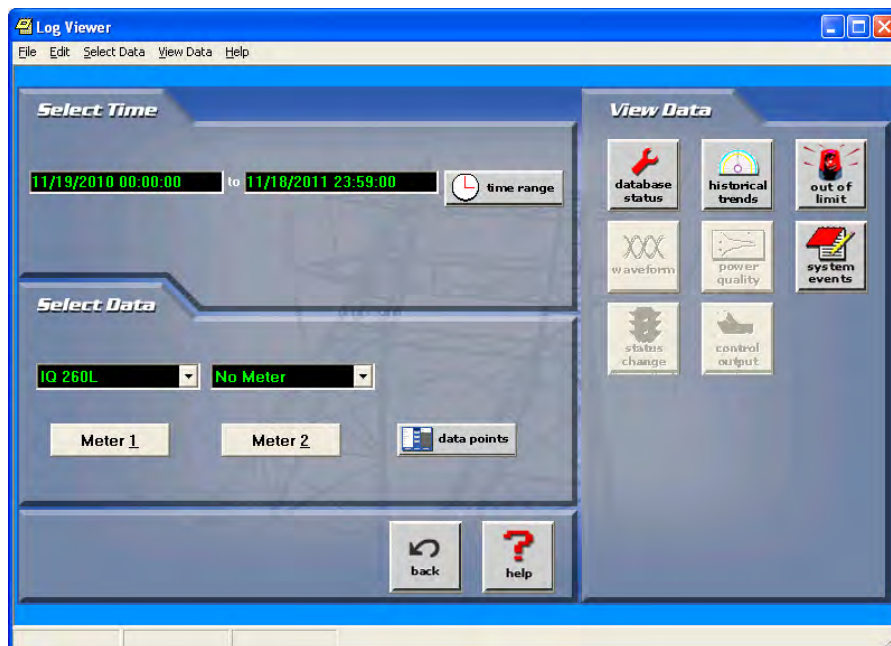 Log Viewer
File Edit Select Data View Data Help
Select Time
11/19/2010 00:00:00 to 11/18/2011 23:59:00
time range
Select Data
IQ 260L
No Meter
Meter 1
Meter 2
data points
back
help
View Data
database
status
historical
trends
out of
limit
waveform
power
quality
system
events
status
change
control
output